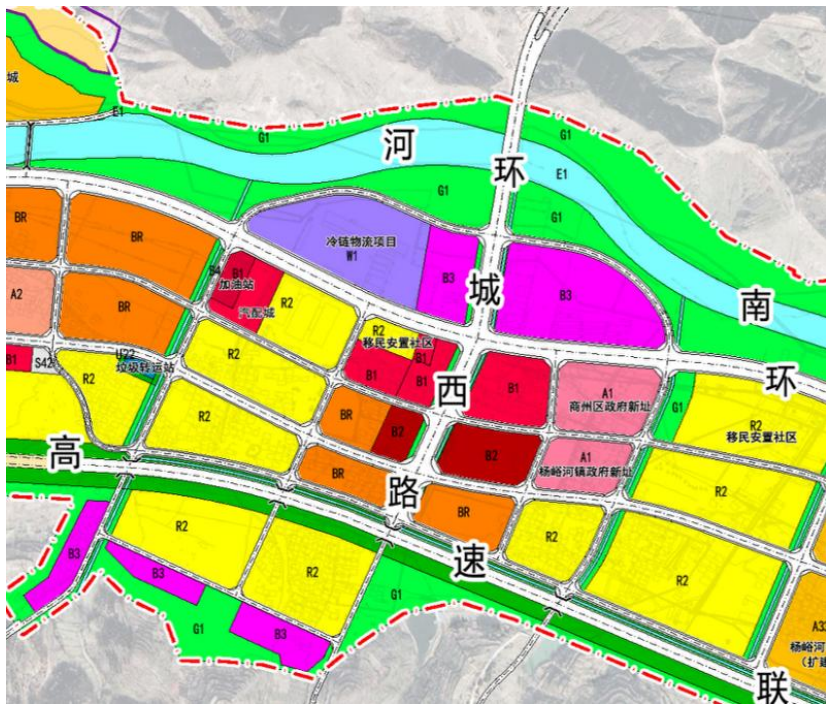 城
E1
G1
河
G1
环
E1
G1
G1
BR
BR
冷链物流项目
W1
B3
城
B3
南
S4
B1
加油站
汽配城
R2
A2
BR
R2
移民安置社区
B1
B1
B1
西
B1
A1
商州区政府新址
G1
环
B1
S42
U22
垃圾转运站
R2
R2
R2
BR
B2
B2
A1
杨峪河镇政府新址
R2
移民安置社区
R2
高
BR
路
BR
R2
速
R2
R2
R2
B3
B3
G1
B3
G1
A33
杨峪河
（扩建
联